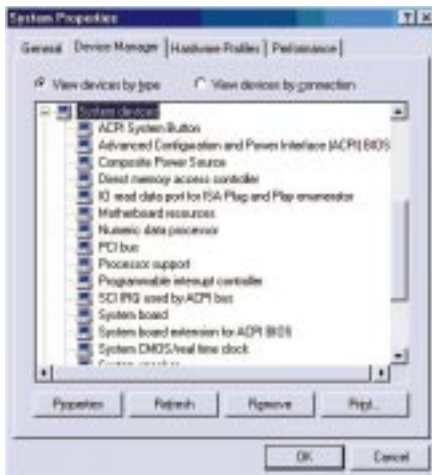 System Properties
General Device Manager Hardware Profiles Performance
View devices by type View devices by connection
System devices
ACPI System Button
Advanced Configuration and Power Interface (ACPI) BIOS
Composite Power Source
Direct memory access controller
IO read data port for ISA Plug and Play enumerator
Motherboard resources
Numeric data processor
PCI bus
Processor support
Programmable interrupt controller
SCI IRQ used by ACPI bus
System board
System board extension for ACPI BIOS
System CMOS/real time clock
System speaker
Properties Refresh Remove Print...
OK Cancel